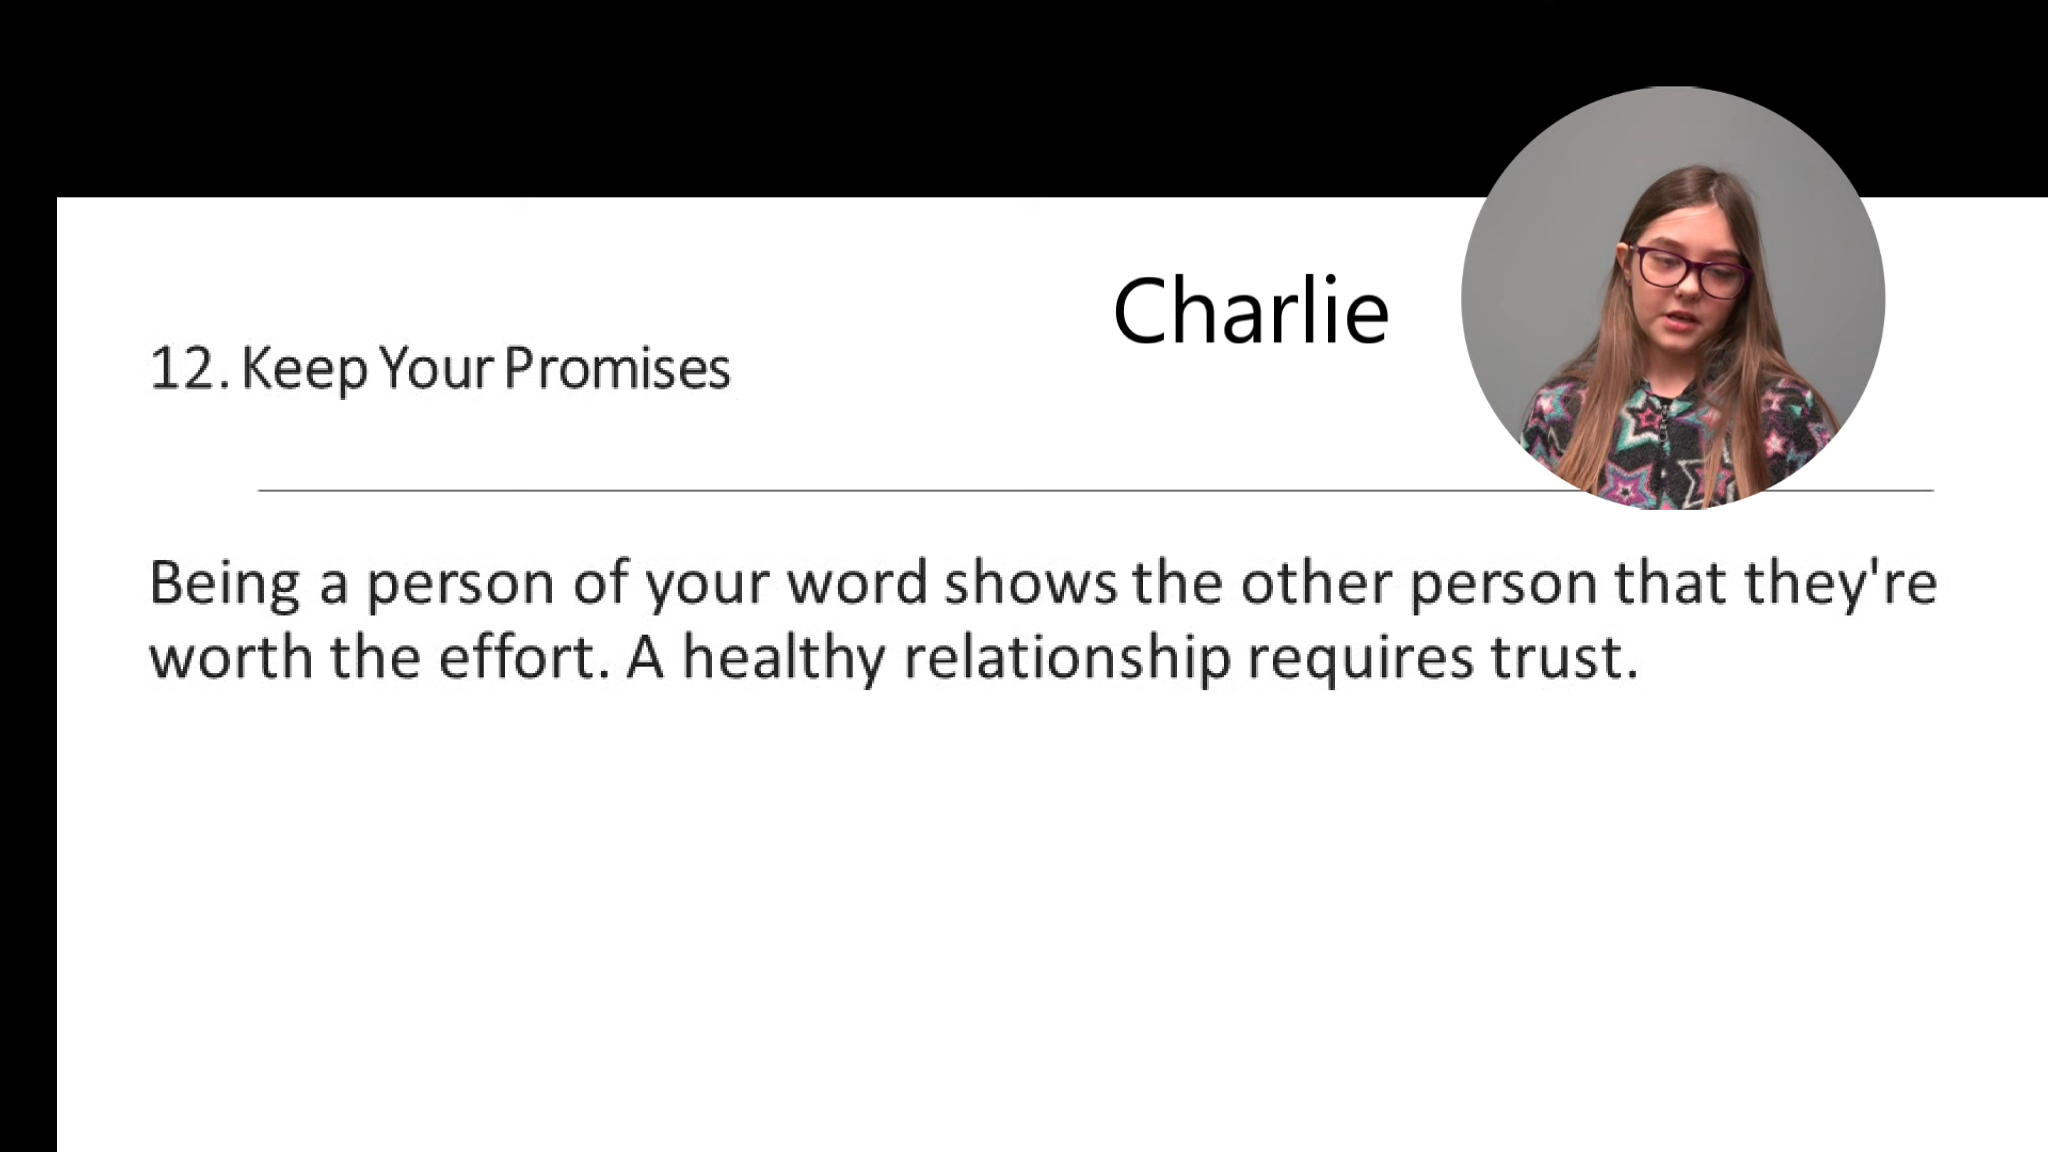 Charlie
12. Keep Your Promises
Being a person of your word shows the other person that they're
worth the effort. A healthy relationship requires trust.